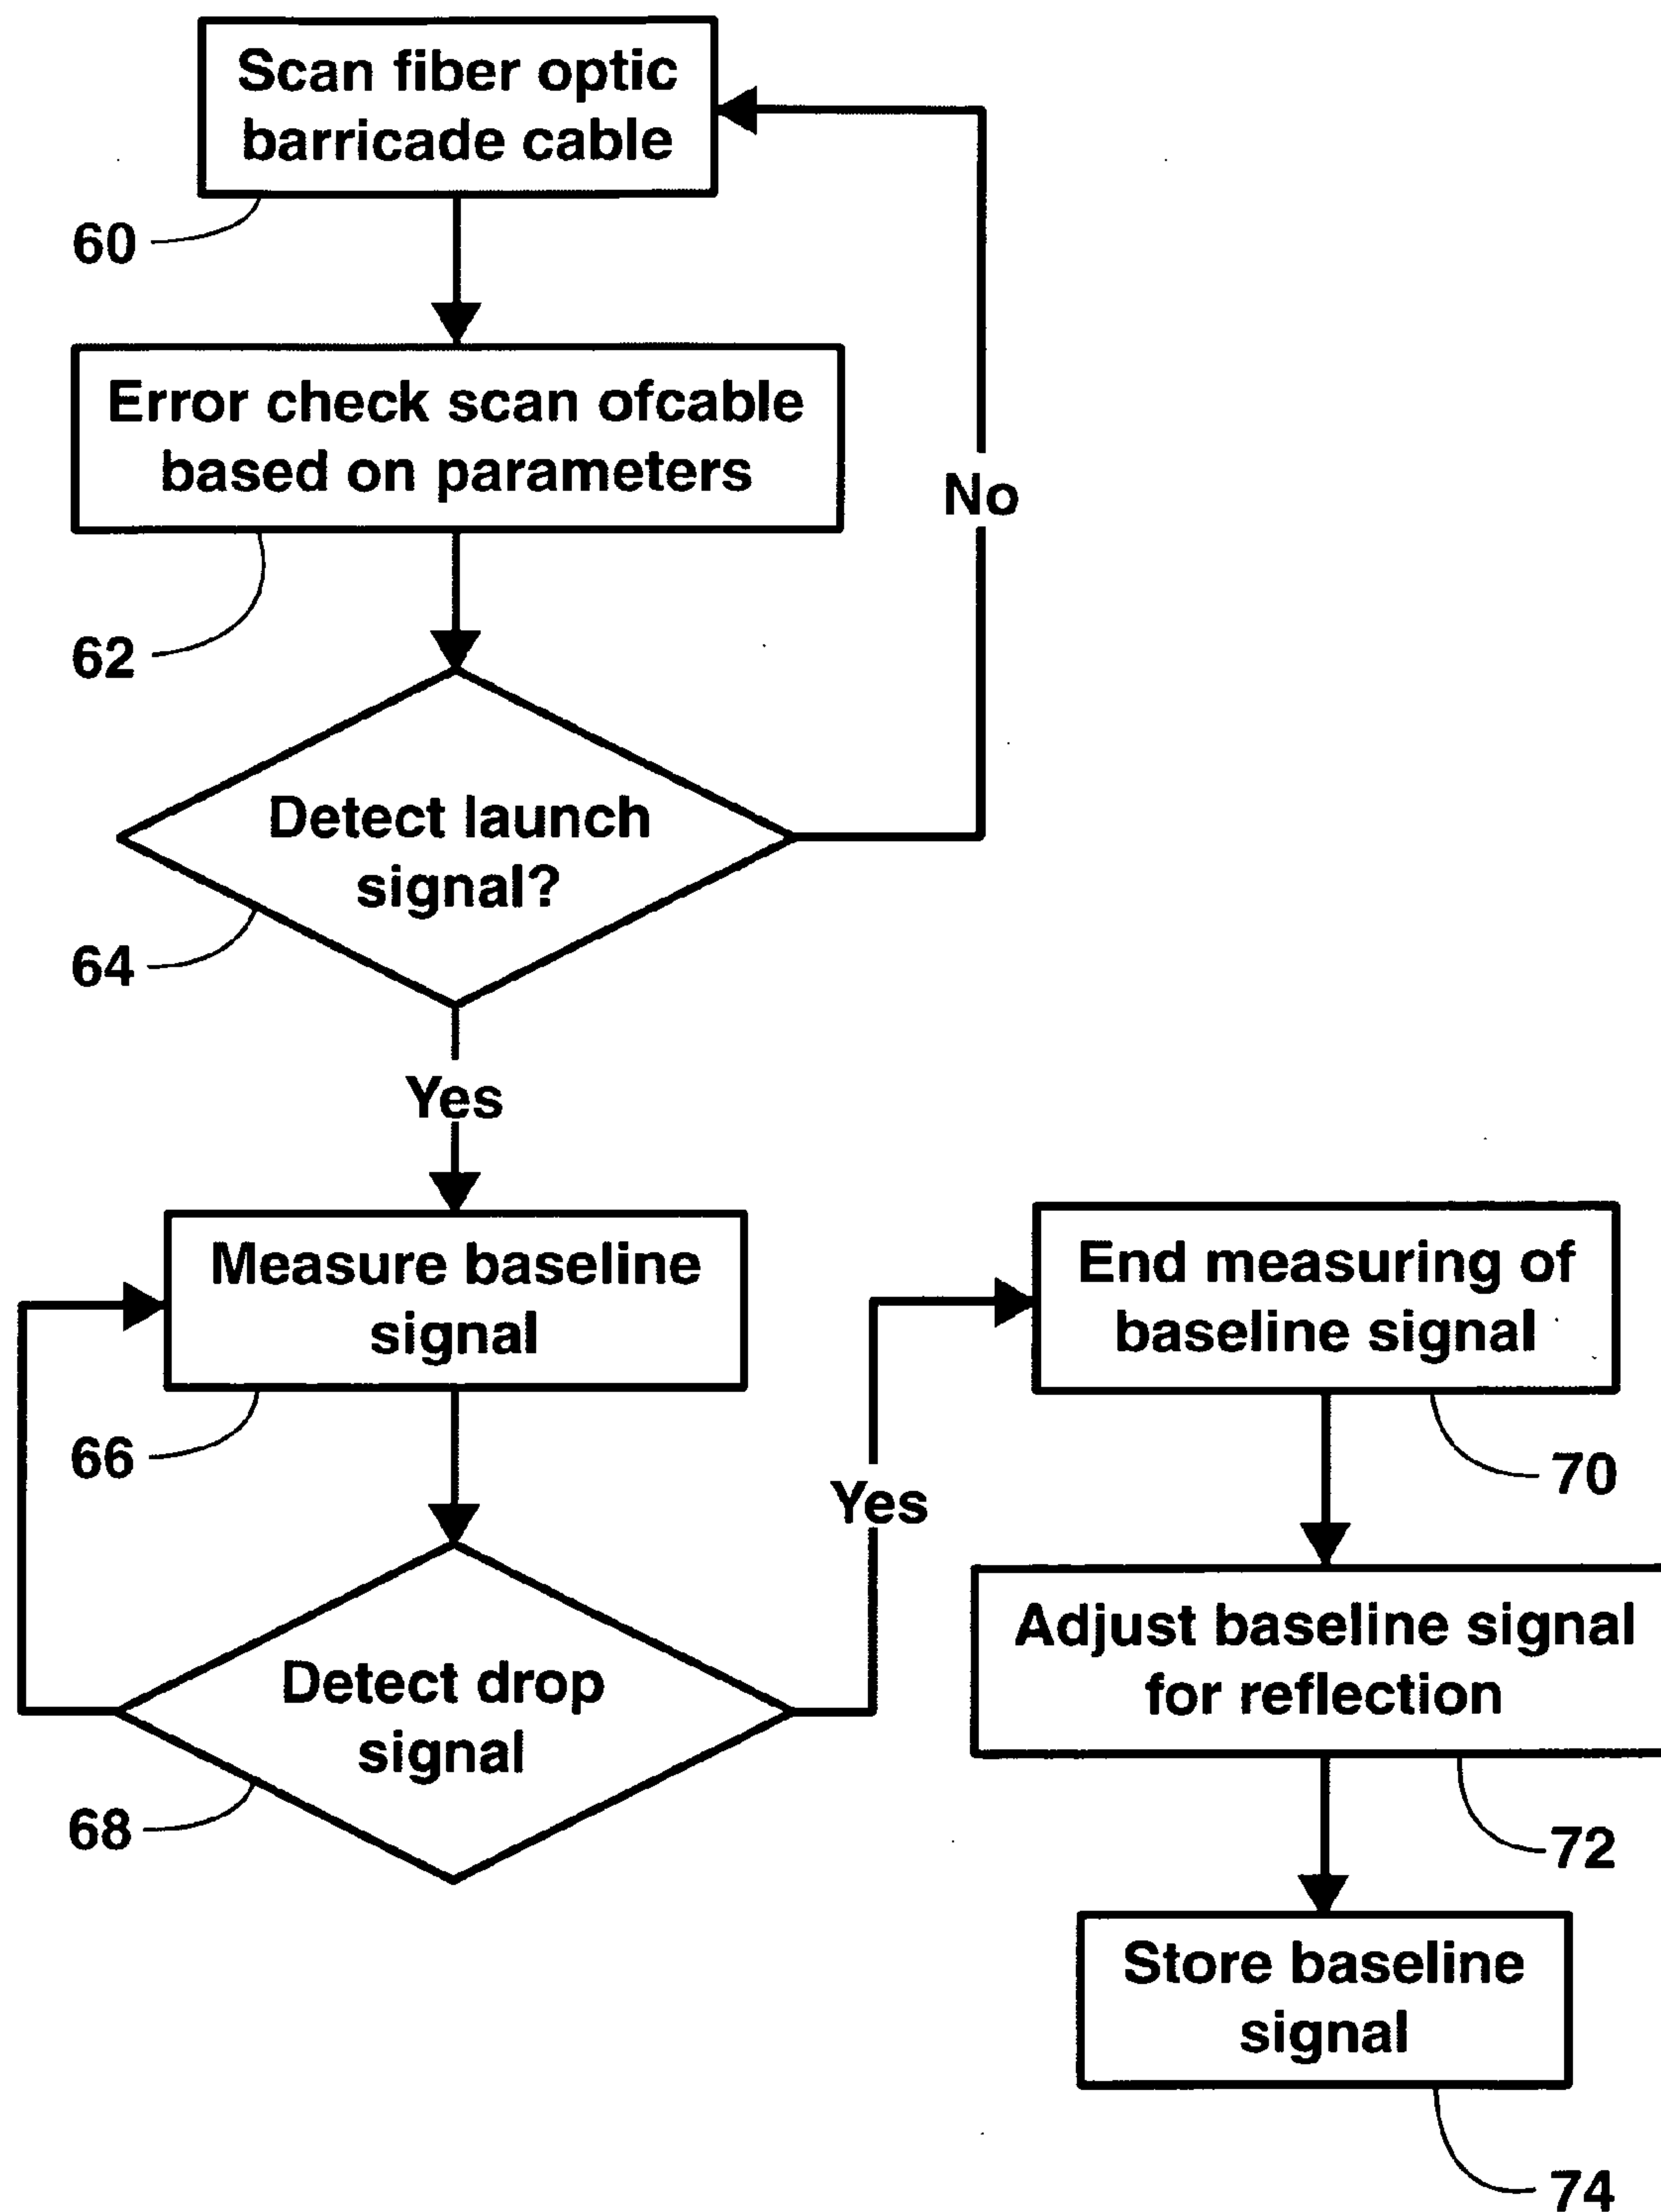 Scan fiber optic
barricade cable
60
Error check scan ofcable
based on parameters
No
62
Detect launch
signal?
64
Yes
Measure baseline
signal
66
Detect drop
signal
68
Yes
End measuring of
baseline signal
70
Adjust baseline signal
for reflection
72
Store baseline
signal
74